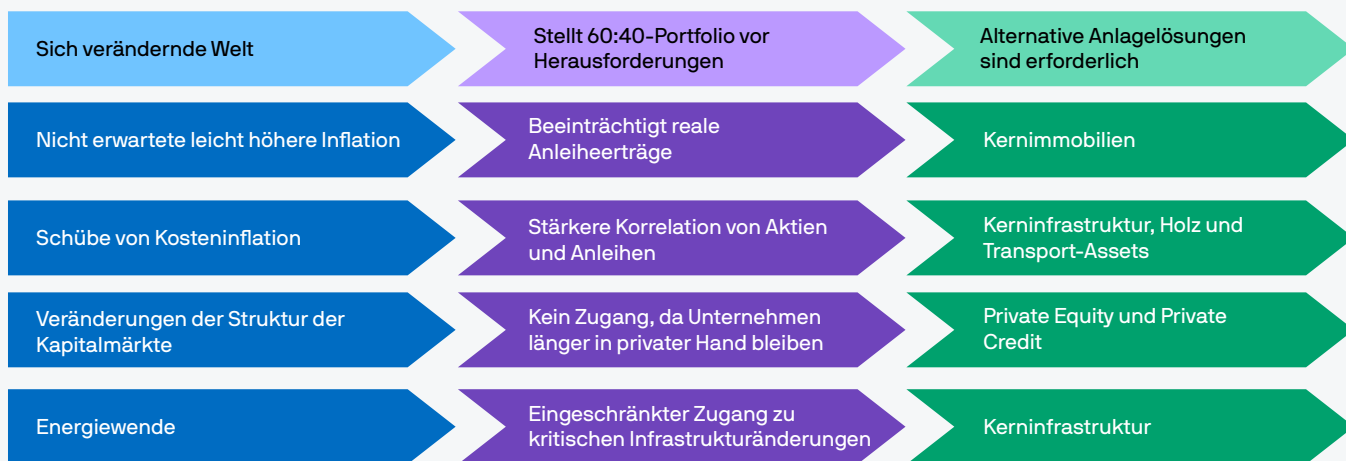 Sich verändernde Welt
Stellt 60:40-Portfolio vor
Herausforderungen
Alternative Anlagelösungen
sind erforderlich
Nicht erwartete leicht höhere Inflation
Beeinträchtigt reale
Anleiheerträge
Kernimmobilien
Schübe von Kosteninflation
Stärkere Korrelation von Aktien
und Anleihen
Kerninfrastruktur, Holz und
Transport-Assets
Veränderungen der Struktur der
Kapitalmärkte
Kein Zugang, da Unternehmen
länger in privater Hand bleiben
Private Equity und Private
Credit
Energiewende
Eingeschränkter Zugang zu
kritischen Infrastrukturänderungen
Kerninfrastruktur